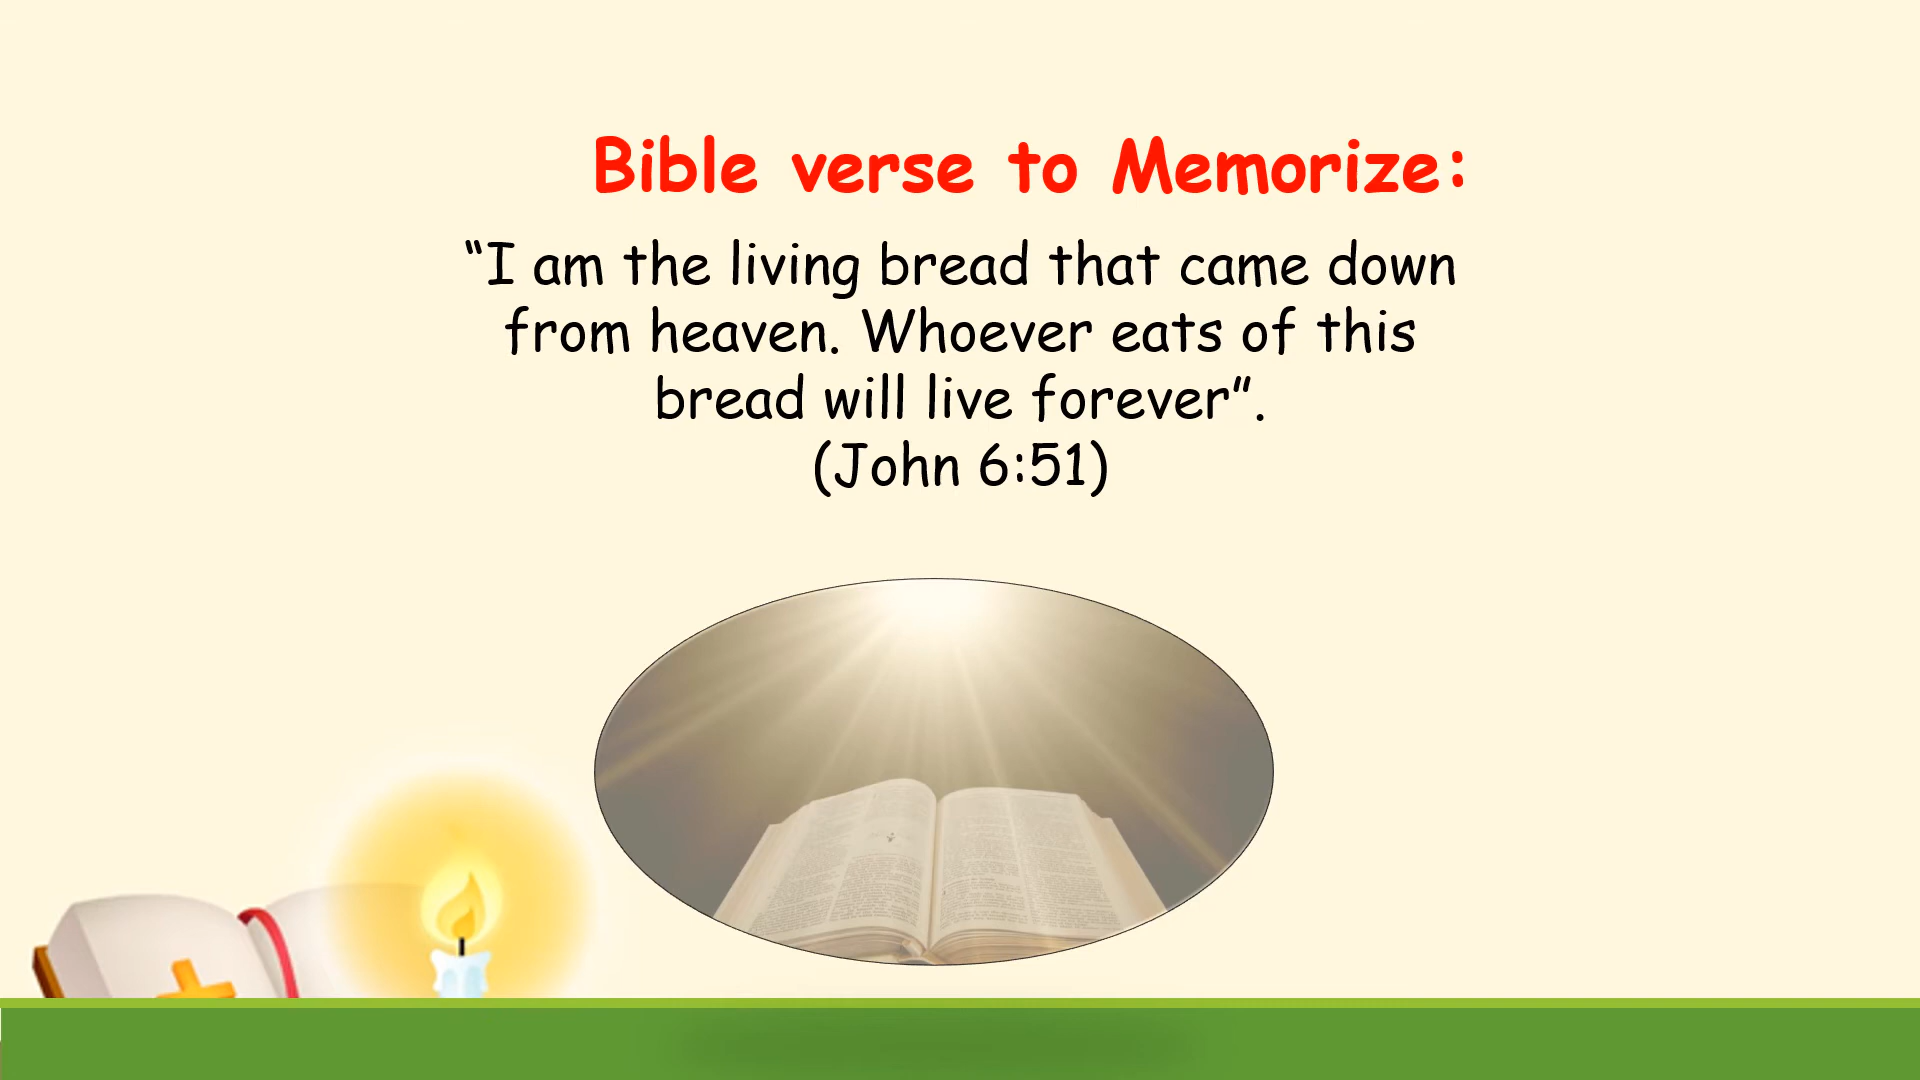 Bible verse to Memorize:
“I am the living bread that came down
from heaven. Whoever eats of this
bread will live forever”.
(John 6:51)